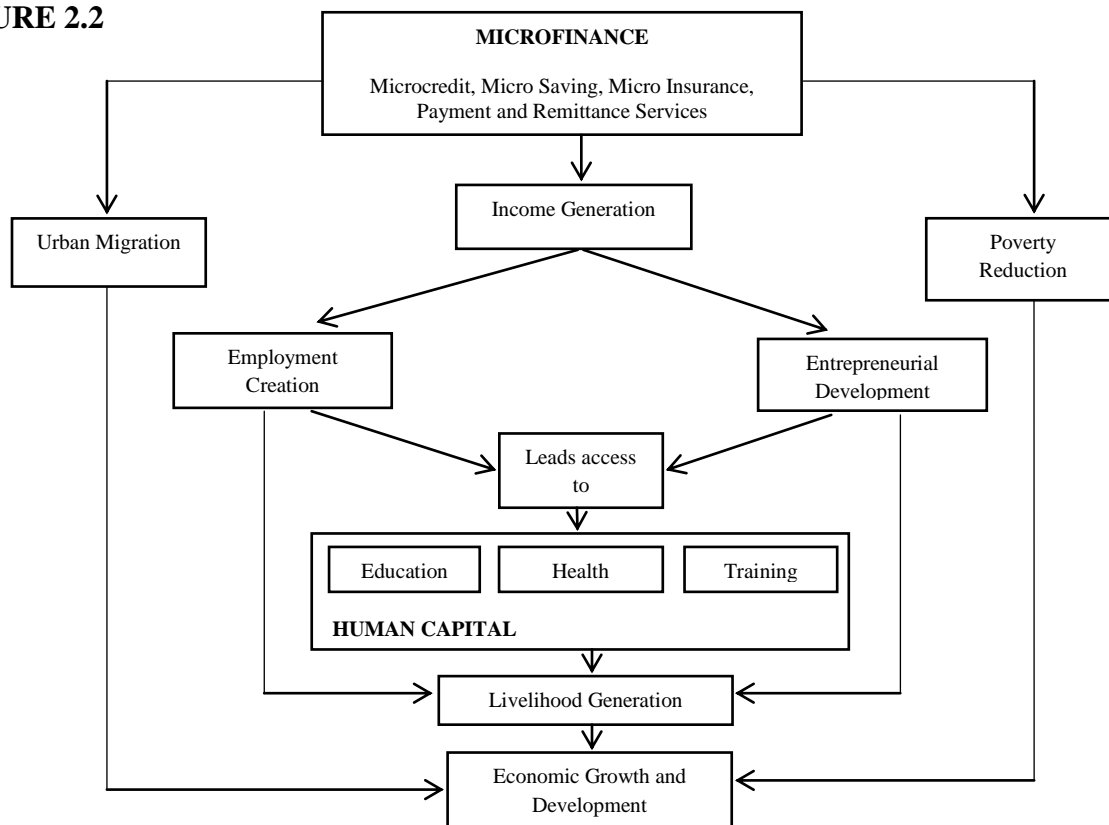 URE 2.2
MICROFINANCE
Microcredit, Micro Saving, Micro Insurance,
Payment and Remittance Services
Income Generation
Urban Migration
Poverty
Reduction
Employment
Creation
Entrepreneurial
Development
Leads access
to
Education
Health
Training
HUMAN CAPITAL
Livelihood Generation
Economic Growth and
Development